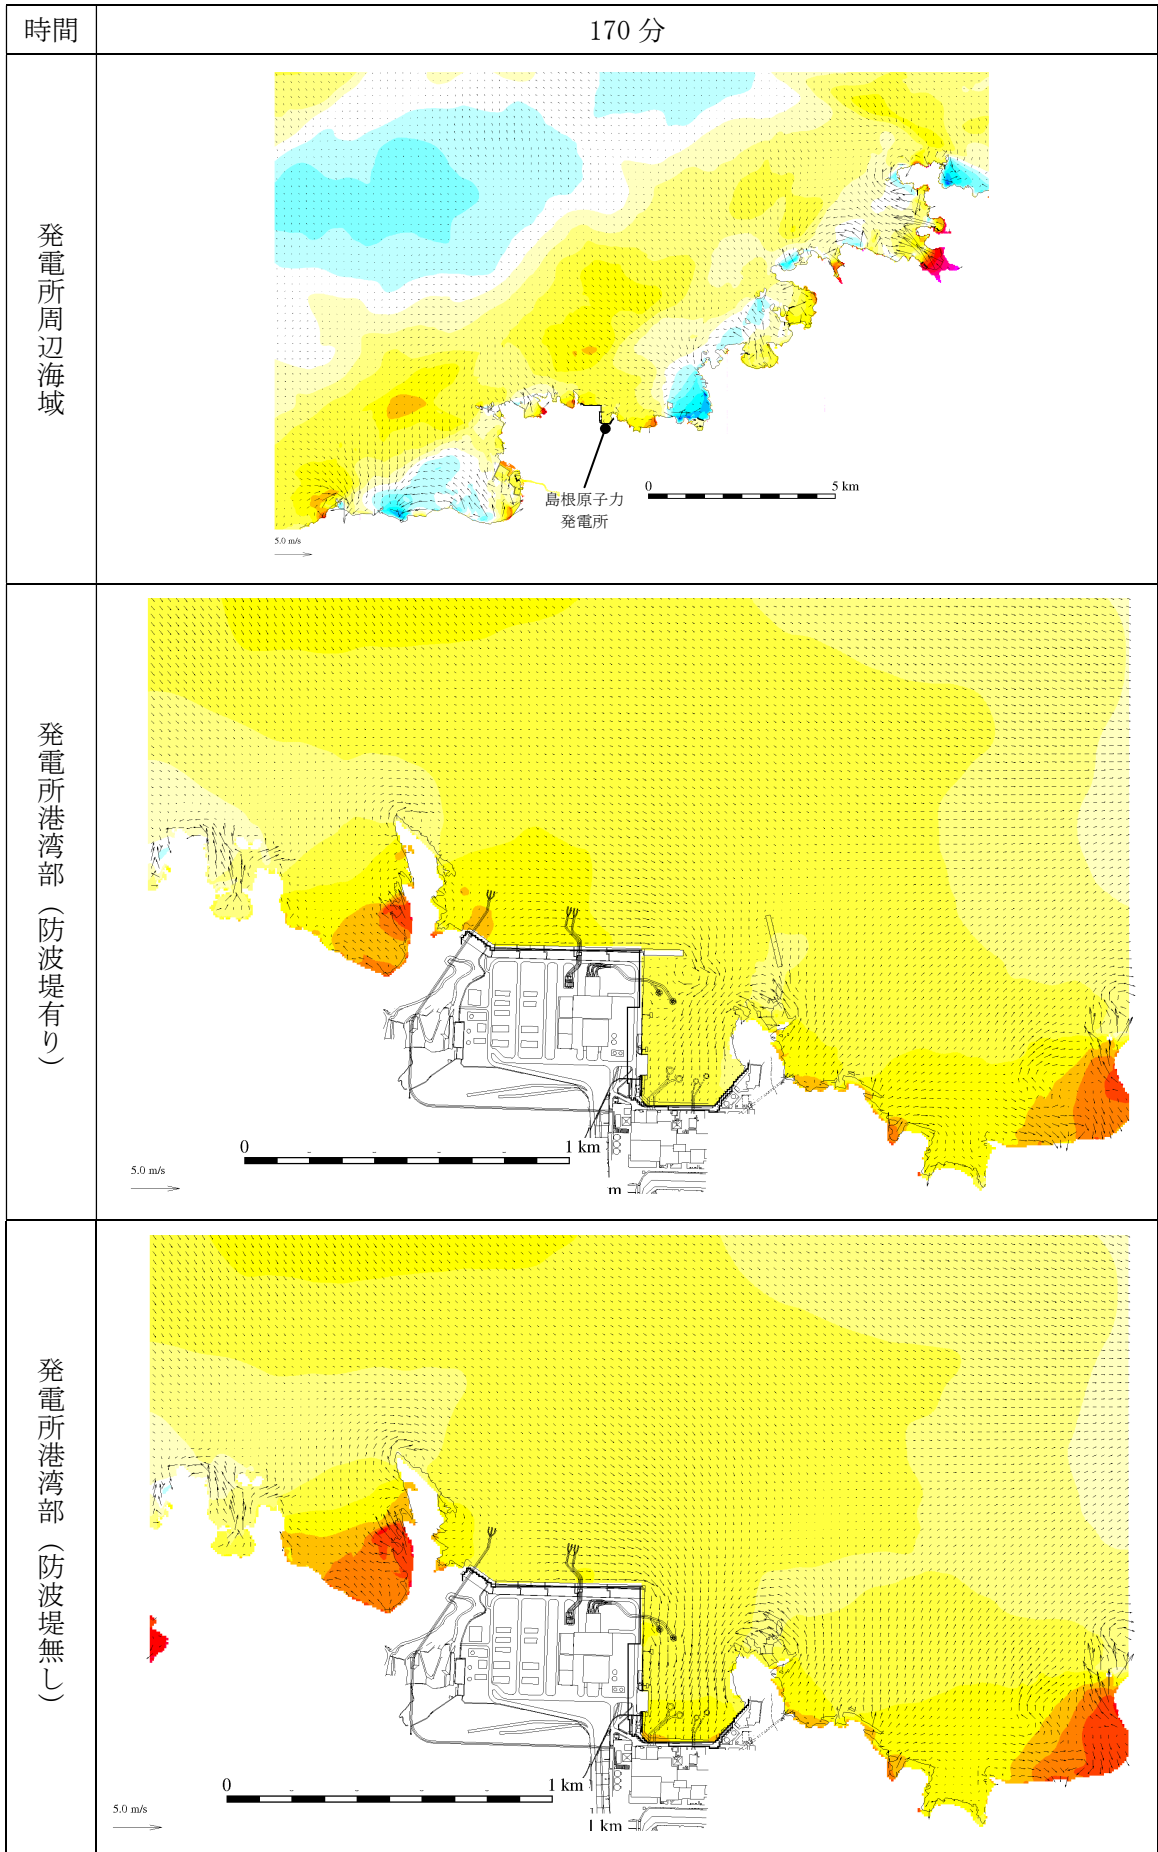 時間
170 分
発電所周辺海域
島根原子力
発電所
0
5 km
5.0 m/s
発電所港湾部（防波堤有り）
0
1 km
5.0 m/s
m
発電所港湾部（防波堤無し）
0
1 km
5.0 m/s
1 km